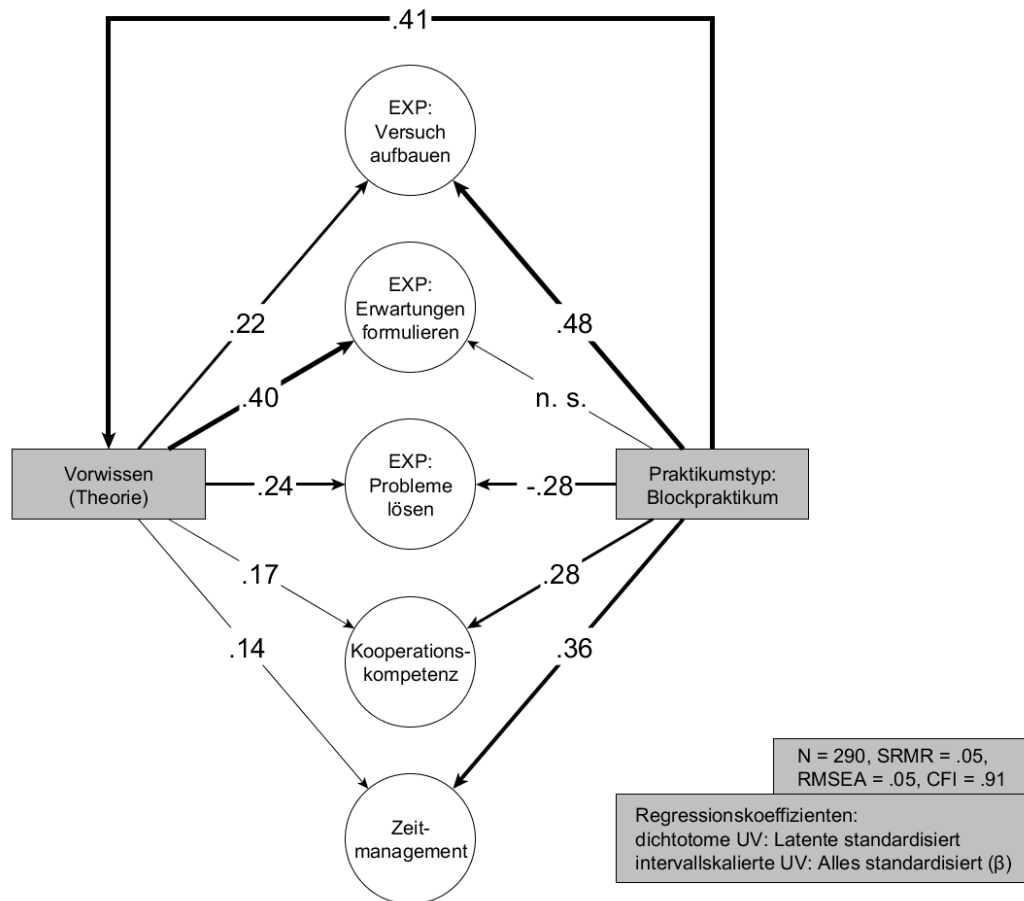 .41
EXP:
Versuch
aufbauen
EXP:
Erwartungen
formulieren
.22
.48
.40
n. s.
Vorwissen
(Theorie)
.24
EXP:
Probleme
lösen
-.28
Praktikumstyp:
Blockpraktikum
.17
.28
.14
Kooperations-
kompetenz
.36
Zeit-
management
N = 290, SRMR = .05,
RMSEA = .05, CFI = .91
Regressionskoeffizienten:
dichtotome UV: Latente standardisiert
intervallskalierte UV: Alles standardisiert (β)